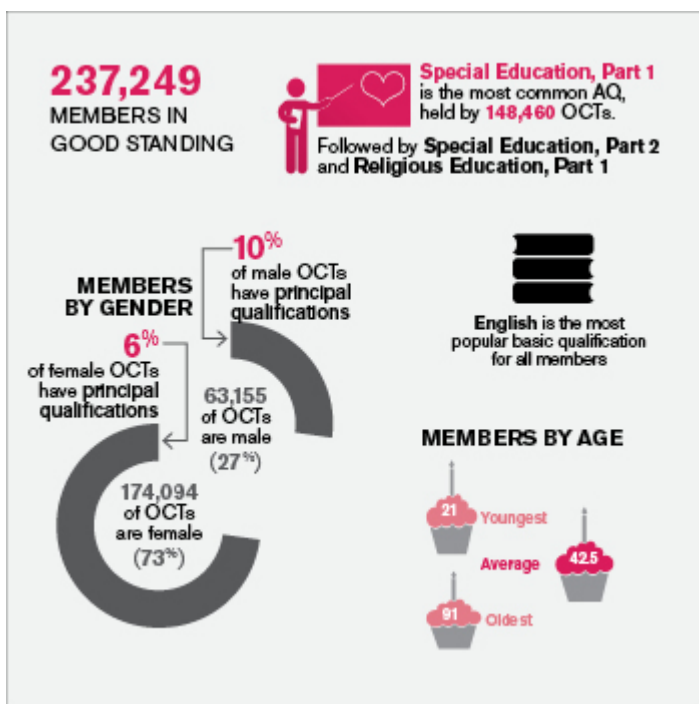 237,249
MEMBERS IN
GOOD STANDING
Special Education, Part 1
is the most common AQ,
held by 148,460 OCTs.
Followed by Special Education, Part 2
and Religious Education, Part 1
MEMBERS
BY GENDER
10%
of male OCTs
have principal
qualifications
6%
of female OCTs
have principal
qualifications
63,155
of OCTs
are male
(27%)
174,094
of OCTs
are female
(73%)
English is the most
popular basic qualification
for all members
MEMBERS BY AGE
21
Youngest
Average
42.5
91
Oldest